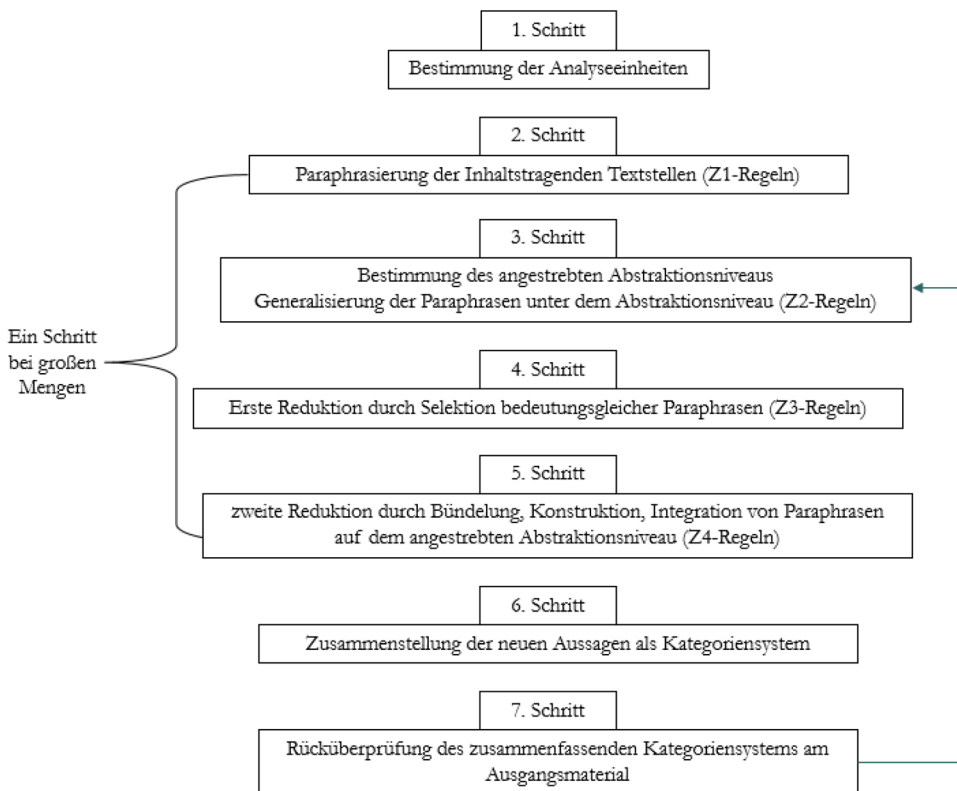 1. Schritt
Bestimmung der Analyseeinheiten
2. Schritt
Paraphrasierung der Inhaltstragenden Textstellen (Z1-Regeln)
3. Schritt
Bestimmung des angestrebten Abstraktionsniveaus
Generalisierung der Paraphrasen unter dem Abstraktionsniveau (Z2-Regeln)
Ein Schritt
bei großen
Mengen
4. Schritt
Erste Reduktion durch Selektion bedeutungsgleicher Paraphrasen (Z3-Regeln)
5. Schritt
zweite Reduktion durch Bündelung, Konstruktion, Integration von Paraphrasen
auf dem angestrebten Abstraktionsniveau (Z4-Regeln)
6. Schritt
Zusammenstellung der neuen Aussagen als Kategoriensystem
7. Schritt
Rücküberprüfung des zusammenfassenden Kategoriensystems am
Ausgangsmaterial